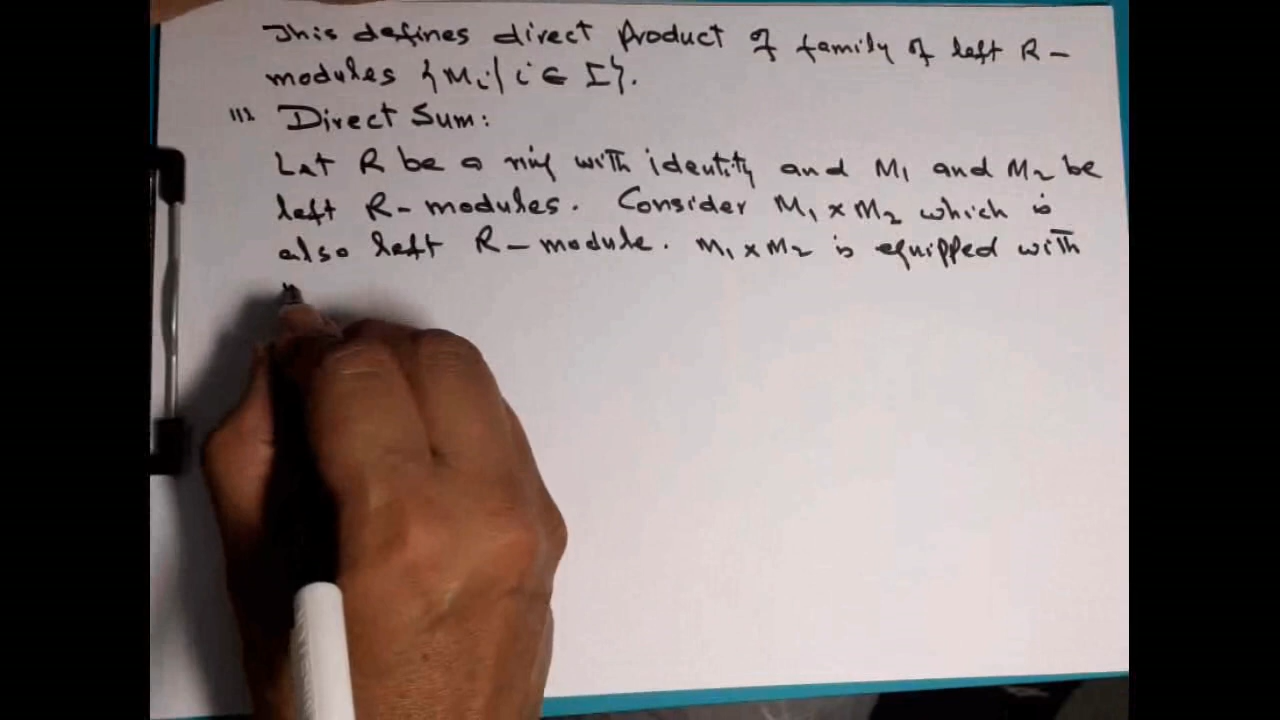 This defines direct product of family of left R-
modules {Mi | i ∈ I}.
iii) Direct Sum:
Let R be a ring with identity and M1 and M2 be
left R-modules. Consider M1 × M2 which is
also left R-module. M1 × M2 is equipped with